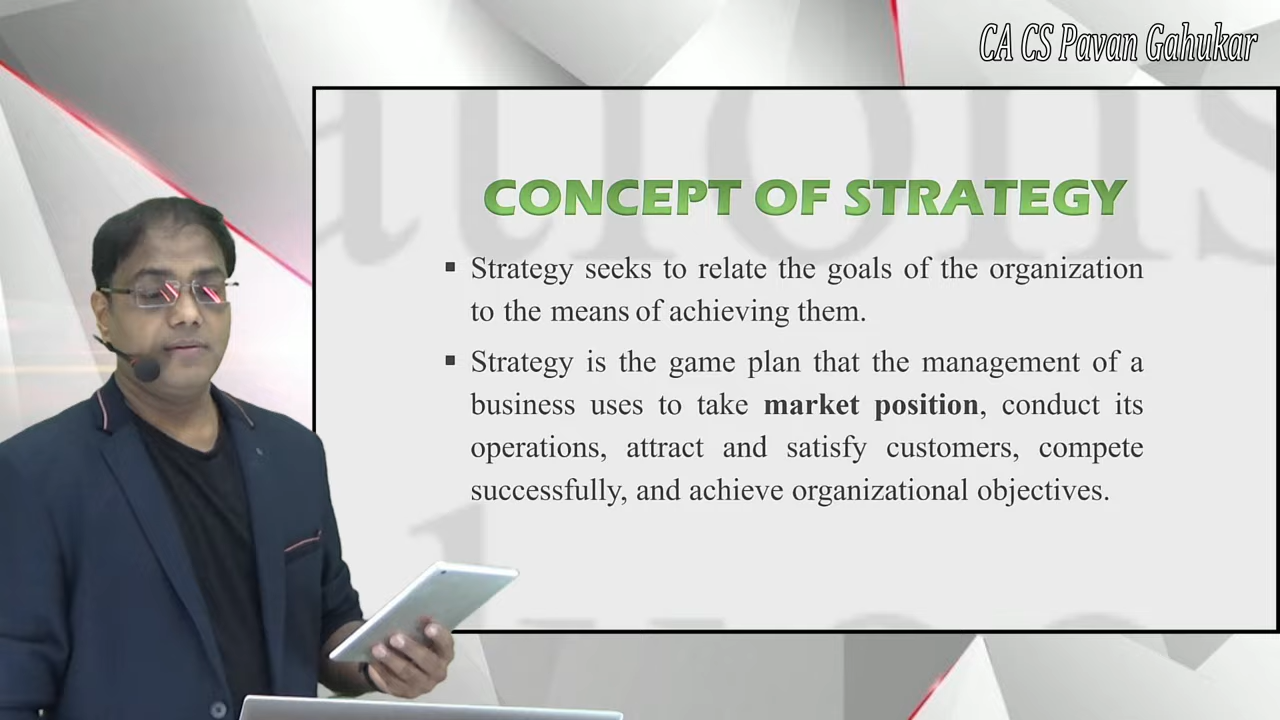 CA CS Pavan Gahukar
CONCEPT OF STRATEGY
▪ Strategy seeks to relate the goals of the organization
to the means of achieving them.
▪ Strategy is the game plan that the management of a
business uses to take market position, conduct its
operations, attract and satisfy customers, compete
successfully, and achieve organizational objectives.